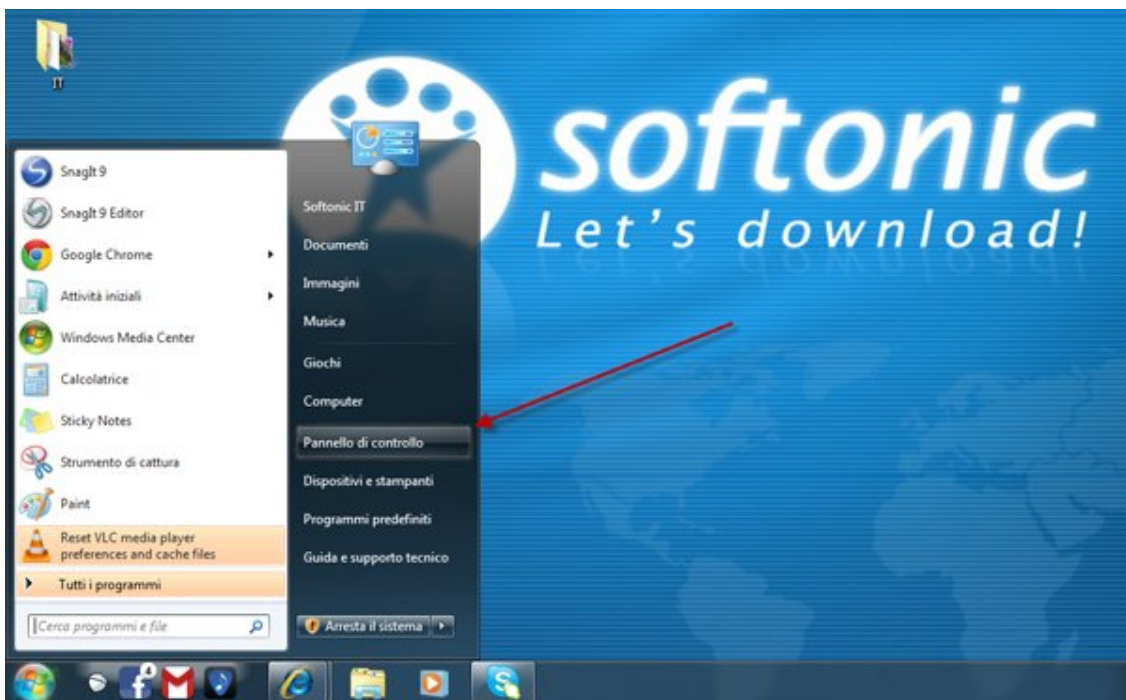 IT
softonic
Let's download!
SnagIt 9
SnagIt 9 Editor
Google Chrome
Attività iniziali
Windows Media Center
Calcolatrice
Sticky Notes
Strumento di cattura
Paint
Reset VLC media player
preferences and cache files
Tutti i programmi
Cerca programmi e file
Softonic IT
Documenti
Immagini
Musica
Giochi
Computer
Pannello di controllo
Dispositivi e stampanti
Programmi predefiniti
Guida e supporto tecnico
Arresta il sistema
4